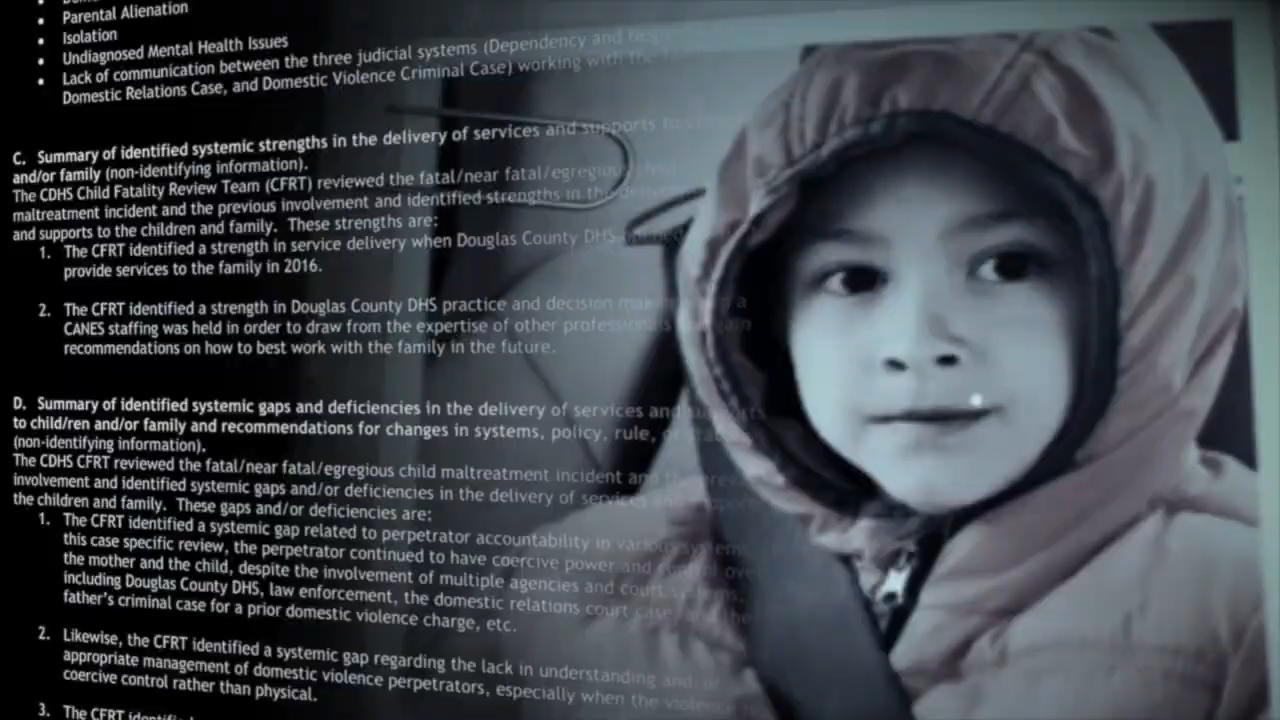 Parental Alienation
Isolation
Undiagnosed Mental Health Issues
Lack of communication between the three judicial systems (Dependency and
Domestic Relations Case, and Domestic Violence Criminal Case) working with the
C. Summary of identified systemic strengths in the delivery of services and supports to
and/or family (non-identifying information).
The CDHS Child Fatality Review Team (CFRT) reviewed the fatal/near fatal/egregious
maltreatment incident and the previous involvement and identified strengths in the
and supports to the children and family. These strengths are:
1. The CFRT identified a strength in service delivery when Douglas County DHS
provide services to the family in 2016.
2. The CFRT identified a strength in Douglas County DHS practice and decision a
CANES staffing was held in order to draw from the expertise of other professionals
recommendations on how to best work with the family in the future.
D. Summary of identified systemic gaps and deficiencies in the delivery of services and supports
to child/ren and/or family and recommendations for changes in systems, policy, rule,
(non-identifying information).
The CDHS CFRT reviewed the fatal/near fatal/egregious child maltreatment incident and
involvement and identified systemic gaps and/or deficiencies in the delivery of services
the children and family. These gaps and/or deficiencies are:
1. The CFRT identified a systemic gap related to perpetrator accountability in various systems.
this case specific review, the perpetrator continued to have coercive power and control over
the mother and the child, despite the involvement of multiple agencies and court systems,
including Douglas County DHS, law enforcement, the domestic relations court case, and the
father's criminal case for a prior domestic violence charge, etc.
2. Likewise, the CFRT identified a systemic gap regarding the lack in understanding
appropriate management of domestic violence perpetrators, especially when the violence
coercive control rather than physical.
3. The CFRT